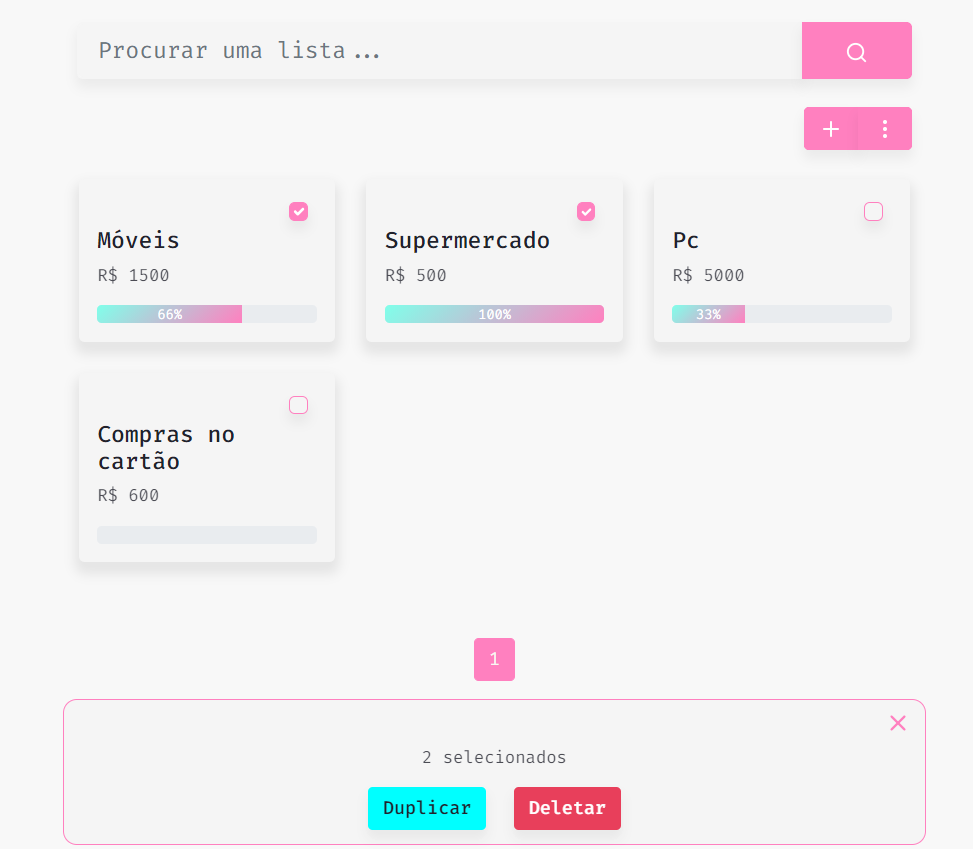 Procurar uma lista...
Móveis
R$ 1500
66%
Supermercado
R$ 500
100%
Pc
R$ 5000
33%
Compras no
cartão
R$ 600
1
2 selecionados
Duplicar
Deletar